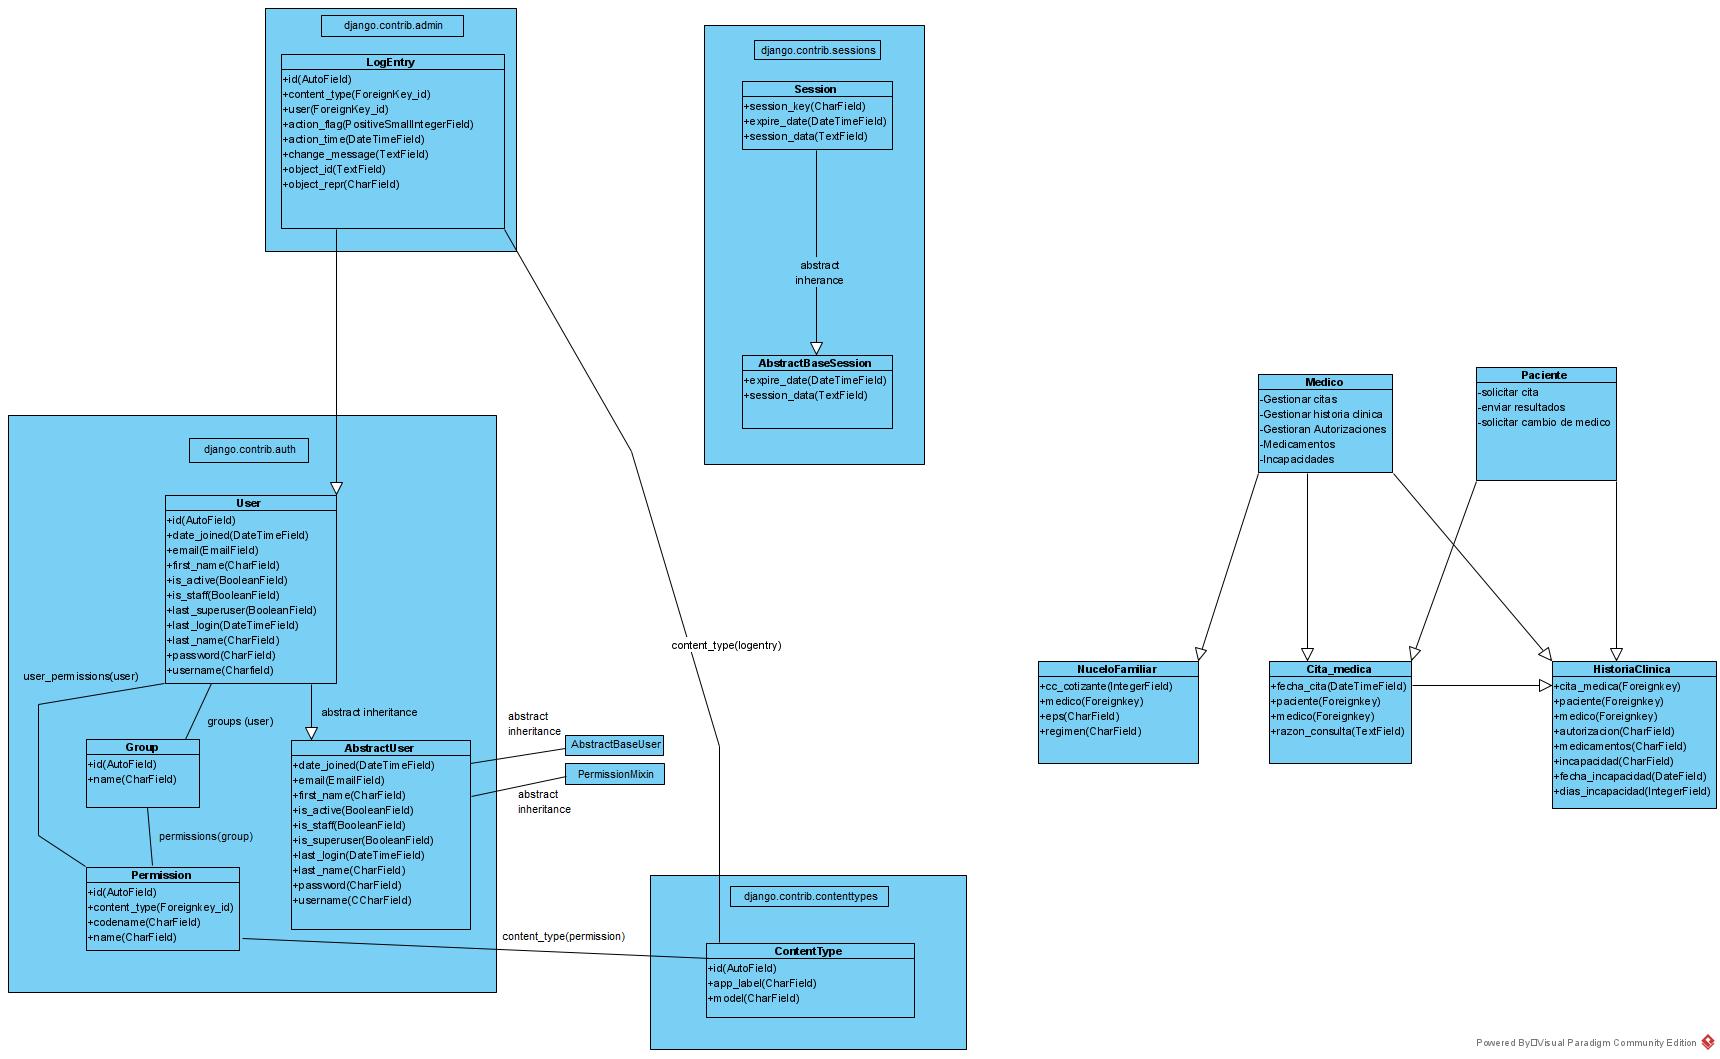 django.contrib.admin
LogEntry
+id(AutoField)
+content_type(ForeignKey_id)
+user(ForeignKey_id)
+action_flag(PositiveSmallIntegerField)
+action_time(DateTimeField)
+change_message(TextField)
+object_id(TextField)
+object_repr(CharField)
django.contrib.sessions
Session
+session_key(CharField)
+expire_date(DateTimeField)
+session_data(TextField)
abstract
inherance
AbstractBaseSession
+expire_date(DateTimeField)
+session_data(TextField)
Medico
-Gestionar citas
-Gestionar historia clinica
-Gestioran Autorizaciones
-Medicamentos
-Incapacidades
Paciente
-solicitar cita
-enviar resultados
-solicitar cambio de medico
django.contrib.auth
User
+id(AutoField)
+date_joined(DateTimeField)
+email(EmailField)
+first_name(CharField)
+is_active(BooleanField)
+is_staff(BooleanField)
+last_superuser(BooleanField)
+last_login(DateTimeField)
+last_name(CharField)
+password(CharField)
+username(Charfield)
user_permissions(user)
groups (user)
abstract inheritance
Group
+id(AutoField)
+name(CharField)
permissions(group)
Permission
+id(AutoField)
+content_type(Foreignkey_id)
+codename(CharField)
+name(CharField)
AbstractUser
+date_joined(DateTimeField)
+email(EmailField)
+first_name(CharField)
+is_active(BooleanField)
+is_staff(BooleanField)
+is_superuser(BooleanField)
+last_login(DateTimeField)
+last_name(CharField)
+password(CharField)
+username(CCharField)
abstract
inheritance
AbstractBaseUser
PermissionMixin
abstract
inheritance
content_type(logentry)
content_type(permission)
django.contrib.contenttypes
ContentType
+id(AutoField)
+app_label(CharField)
+model(CharField)
NuceloFamiliar
+cc_cotizante(IntegerField)
+medico(Foreignkey)
+eps(CharField)
+regimen(CharField)
Cita_medica
+fecha_cita(DateTimeField)
+paciente(Foreignkey)
+medico(Foreignkey)
+razon_consulta(TextField)
HistoriaClinica
+cita_medica(Foreignkey)
+paciente(Foreignkey)
+medico(Foreignkey)
+autorizacion(CharField)
+medicamentos(CharField)
+incapacidad(CharField)
+fecha_incapacidad(DateField)
+dias_incapacidad(IntegerField)
Powered By Visual Paradigm Community Edition